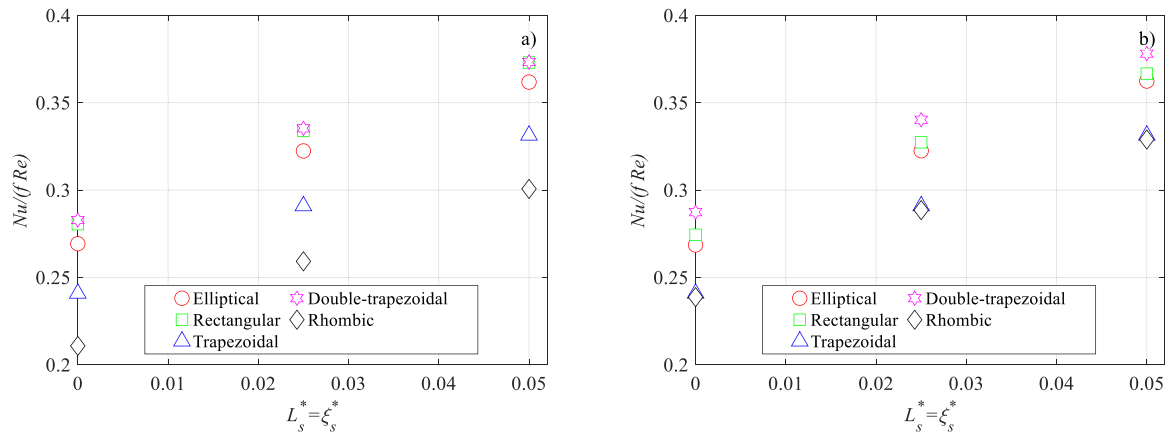 0.4
0.35
0.3
0.25
0.2
Nu/(f Re)
a)
Elliptical
Double-trapezoidal
Rectangular
Rhombic
Trapezoidal
0 0.01 0.02 0.03 0.04 0.05
L_s^*=ξ_s^*
0.4
0.35
0.3
0.25
0.2
Nu/(f Re)
b)
Elliptical
Double-trapezoidal
Rectangular
Rhombic
Trapezoidal
0 0.01 0.02 0.03 0.04 0.05
L_s^*=ξ_s^*